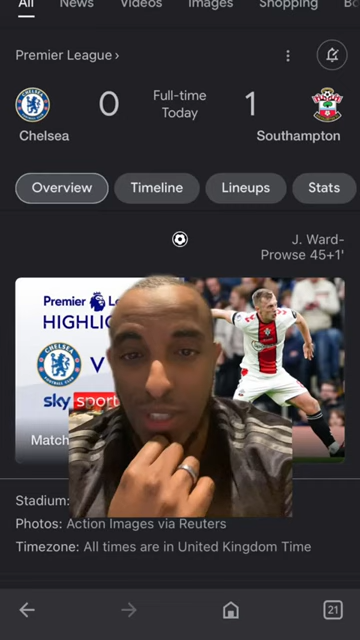 All News Videos Images Shopping
Premier League ›
0 Full-time 1
Today
Chelsea Southampton
Overview Timeline Lineups Stats
J. Ward-
Prowse 45+1'
Premier
HIGHLIG
V
sky sport
Match
Stadium:
Photos: Action Images via Reuters
Timezone: All times are in United Kingdom Time
21